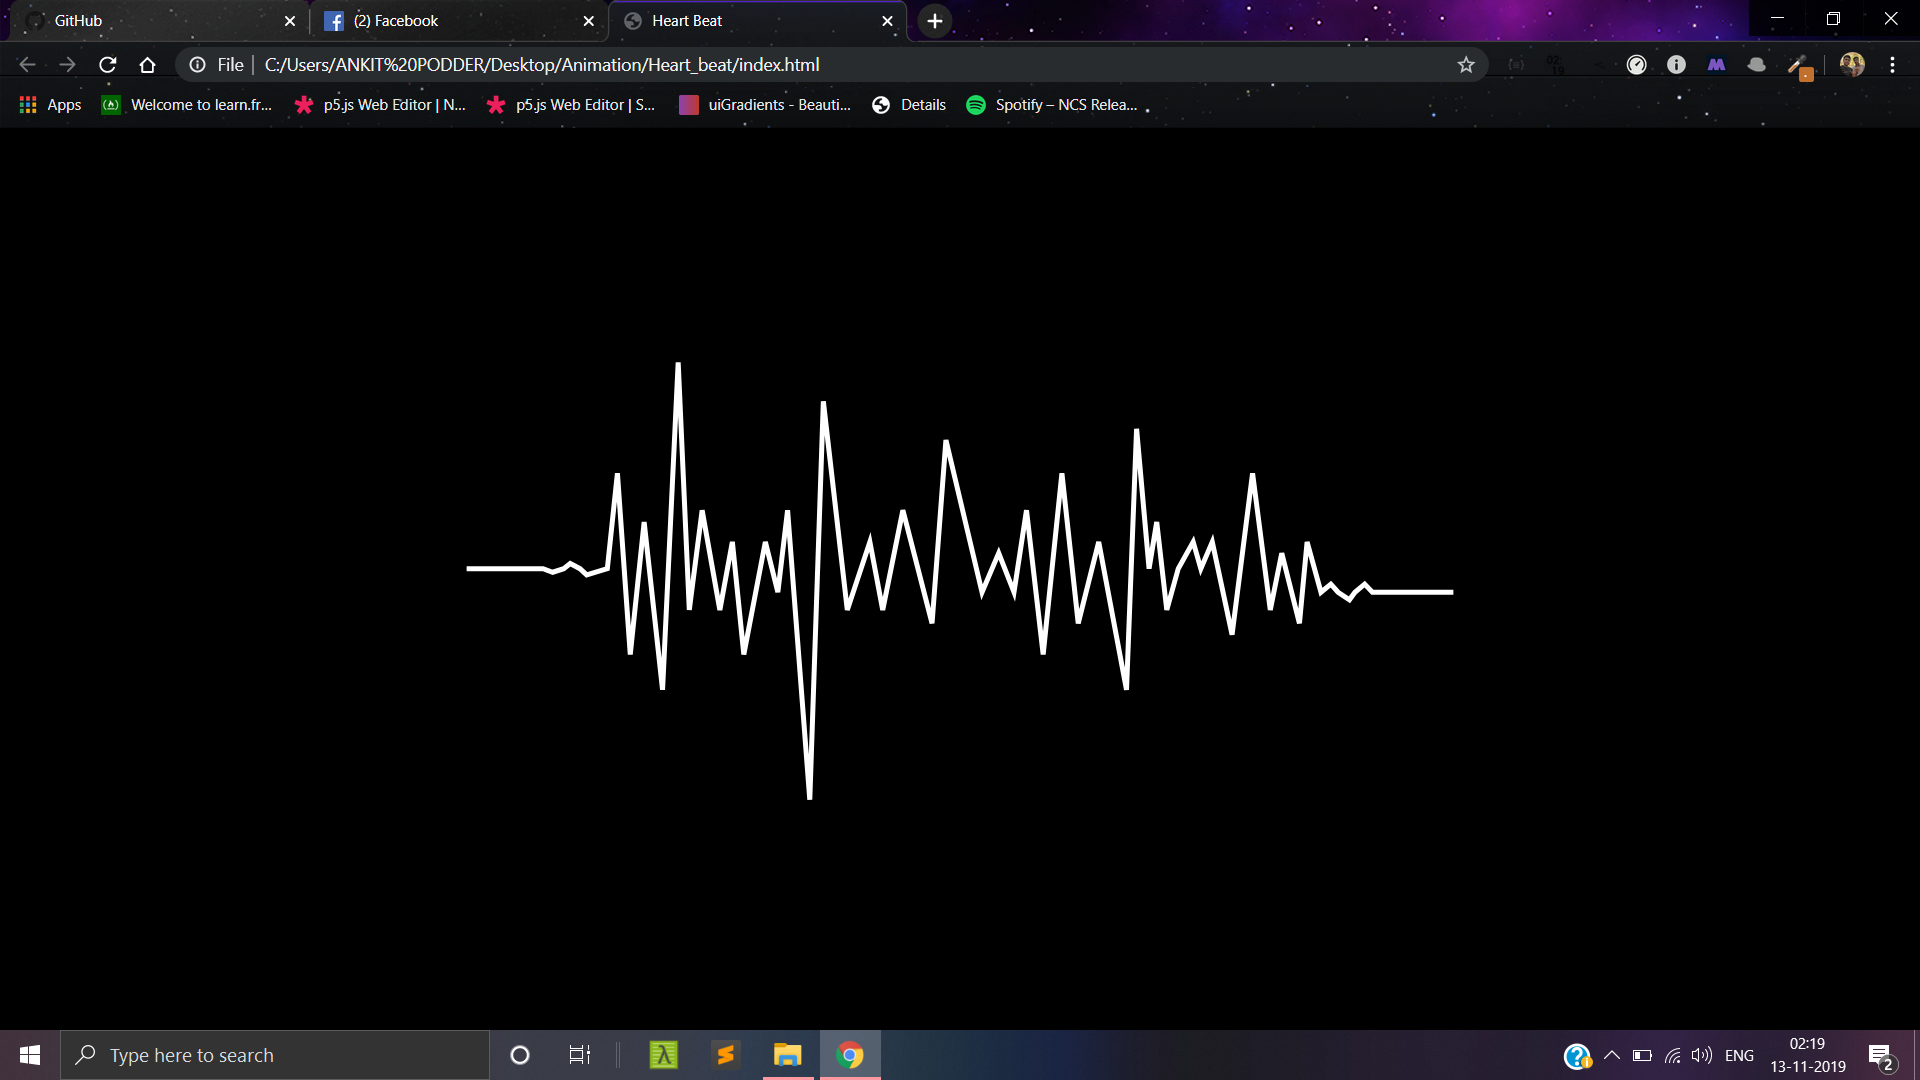 GitHub
(2) Facebook
Heart Beat
File
C:/Users/ANKIT%20PODDER/Desktop/Animation/Heart_beat/index.html
Apps
Welcome to learn.fr...
p5.js Web Editor | N...
p5.js Web Editor | S...
uiGradients - Beauti...
Details
Spotify – NCS Relea...
Type here to search
ENG
02:19
13-11-2019
2